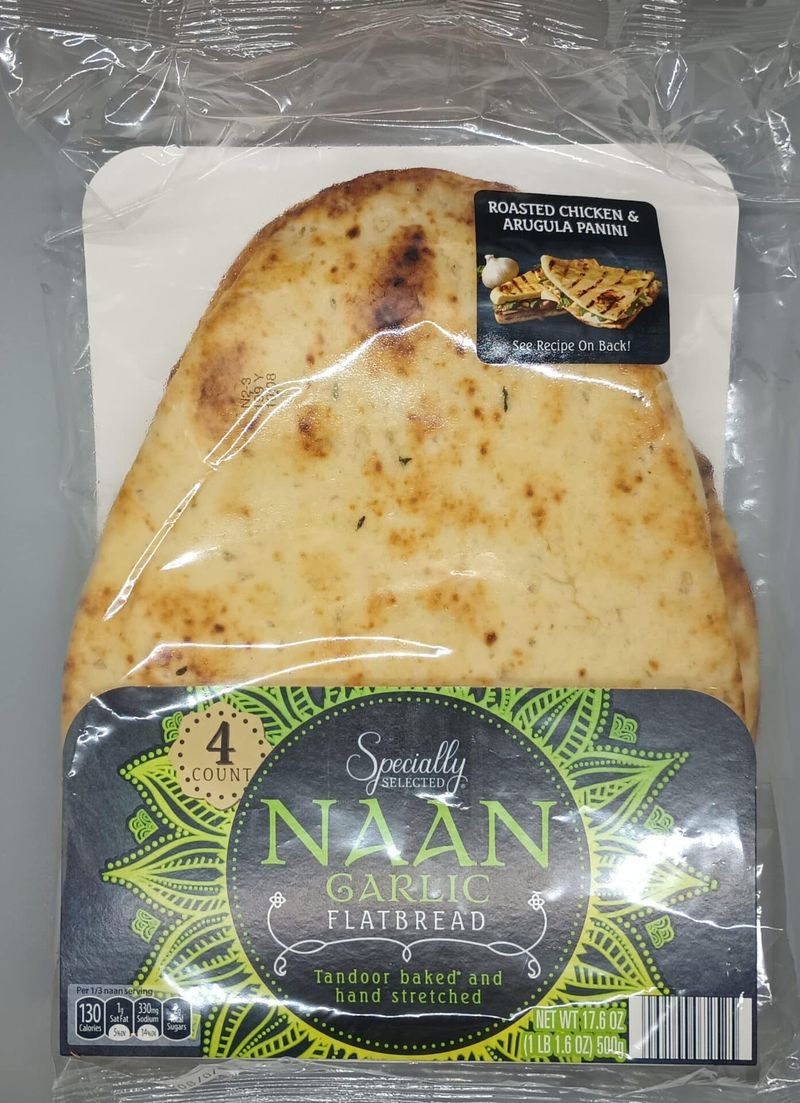 ROASTED CHICKEN &
ARUGULA PANINI
See Recipe On Back!
N2-3
4
COUNT
Specially
SELECTED
NAAN
GARLIC
FLATBREAD
Tandoor baked* and
hand stretched
Per 1/3 naan serving
130
Calories
1g
Sat Fat
5%DV
330mg
Sodium
14%DV
Sugars
NET WT 17.6 OZ
(1 LB 1.6 OZ) 500g